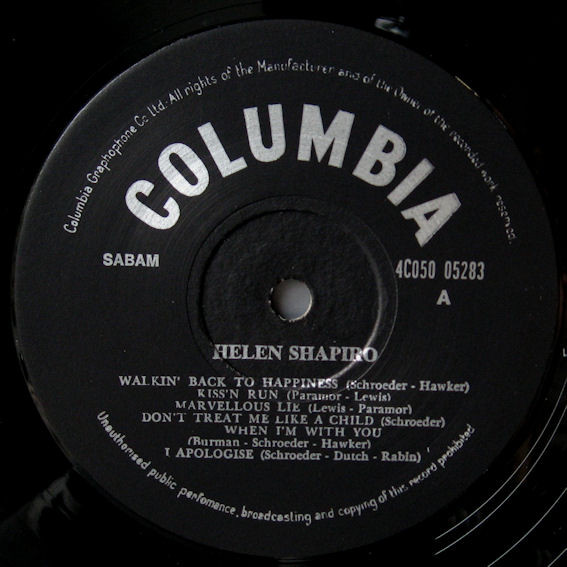 Columbia Graphophone Co Ltd.·All rights of the Manufacturer and of the Owner of the recorded work reserved.
COLUMBIA
SABAM
4C050 05283
A
HELEN SHAPIRO
WALKIN' BACK TO HAPPINESS (Schroeder - Hawker)
KISS'N RUN (Paramor - Lewis)
MARVELLOUS LIE (Lewis - Paramor)
DON'T TREAT ME LIKE A CHILD (Schroeder)
WHEN I'M WITH YOU
(Burman - Schroeder - Hawker)
I APOLOGISE (Schroeder - Dutch - Rabin)
Unauthorised public perfomance, broadcasting and copying of this record prohibited